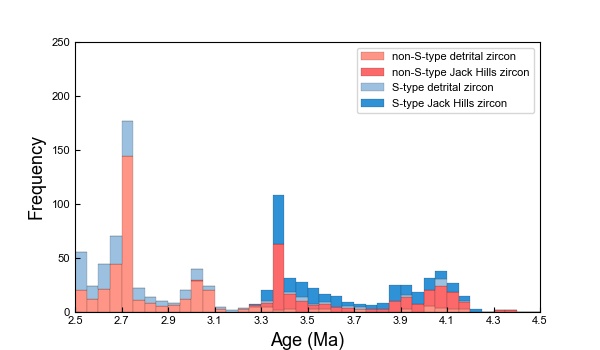 250
200
150
100
50
0
Frequency
non-S-type detrital zircon
non-S-type Jack Hills zircon
S-type detrital zircon
S-type Jack Hills zircon
2.5 2.7 2.9 3.1 3.3 3.5 3.7 3.9 4.1 4.3 4.5
Age (Ma)